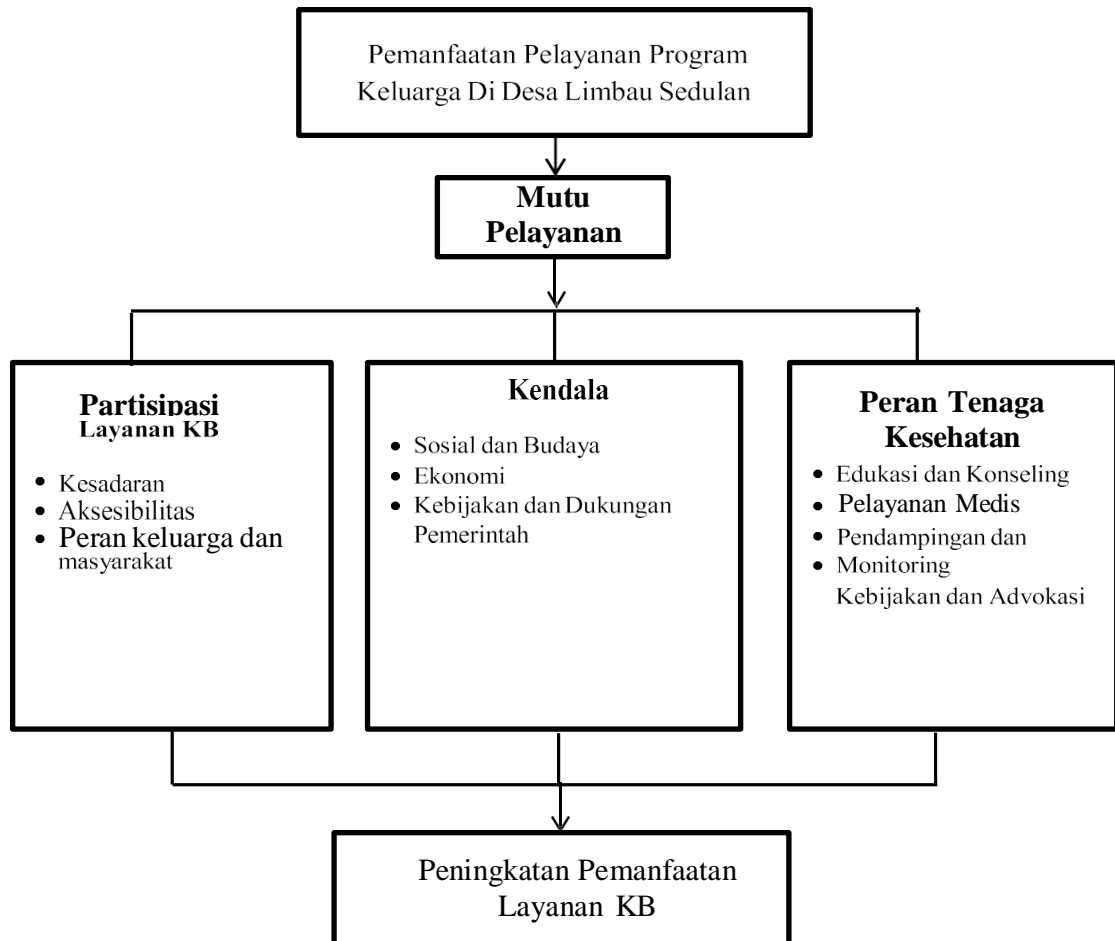 Pemanfaatan Pelayanan Program
Keluarga Di Desa Limbau Sedulan
Mutu
Pelayanan
Partisipasi
Layanan KB
• Kesadaran
• Aksesibilitas
• Peran keluarga dan
masyarakat
Kendala
• Sosial dan Budaya
• Ekonomi
• Kebijakan dan Dukungan
Pemerintah
Peran Tenaga
Kesehatan
• Edukasi dan Konseling
• Pelayanan Medis
• Pendampingan dan
• Monitoring
Kebijakan dan Advokasi
Peningkatan Pemanfaatan
Layanan KB